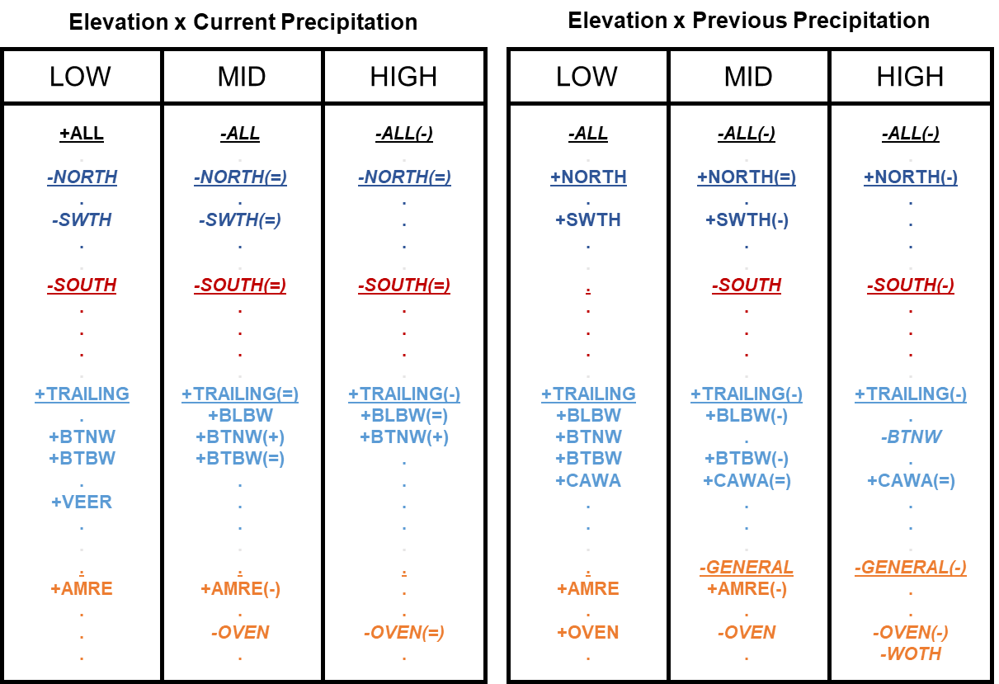 Elevation x Current Precipitation
LOW MID HIGH
+ALL -ALL -ALL(-)
. . .
-NORTH -NORTH(=) -NORTH(=)
. . .
-SWTH -SWTH(=) .
. . .
. . .
-SOUTH -SOUTH(=) -SOUTH(=)
. . .
. . .
. . .
. . .
+TRAILING +TRAILING(=) +TRAILING(-)
. +BLBW +BLBW(=)
+BTNW +BTNW(+) +BTNW(+)
+BTBW +BTBW(=) .
. . .
+VEER . .
. . .
. . .
. . .
+AMRE +AMRE(-) .
. . .
. -OVEN -OVEN(=)
. . .
Elevation x Previous Precipitation
LOW MID HIGH
-ALL -ALL(-) -ALL(-)
. . .
+NORTH +NORTH(=) +NORTH(-)
. . .
+SWTH +SWTH(-) .
. . .
. . .
. -SOUTH -SOUTH(-)
. . .
. . .
. . .
. . .
+TRAILING +TRAILING(-) +TRAILING(-)
+BLBW +BLBW(-) .
+BTNW . -BTNW
+BTBW +BTBW(-) .
+CAWA +CAWA(=) +CAWA(=)
. . .
. . .
. . .
. -GENERAL -GENERAL(-)
+AMRE +AMRE(-) .
. . .
+OVEN -OVEN -OVEN(-)
. . -WOTH